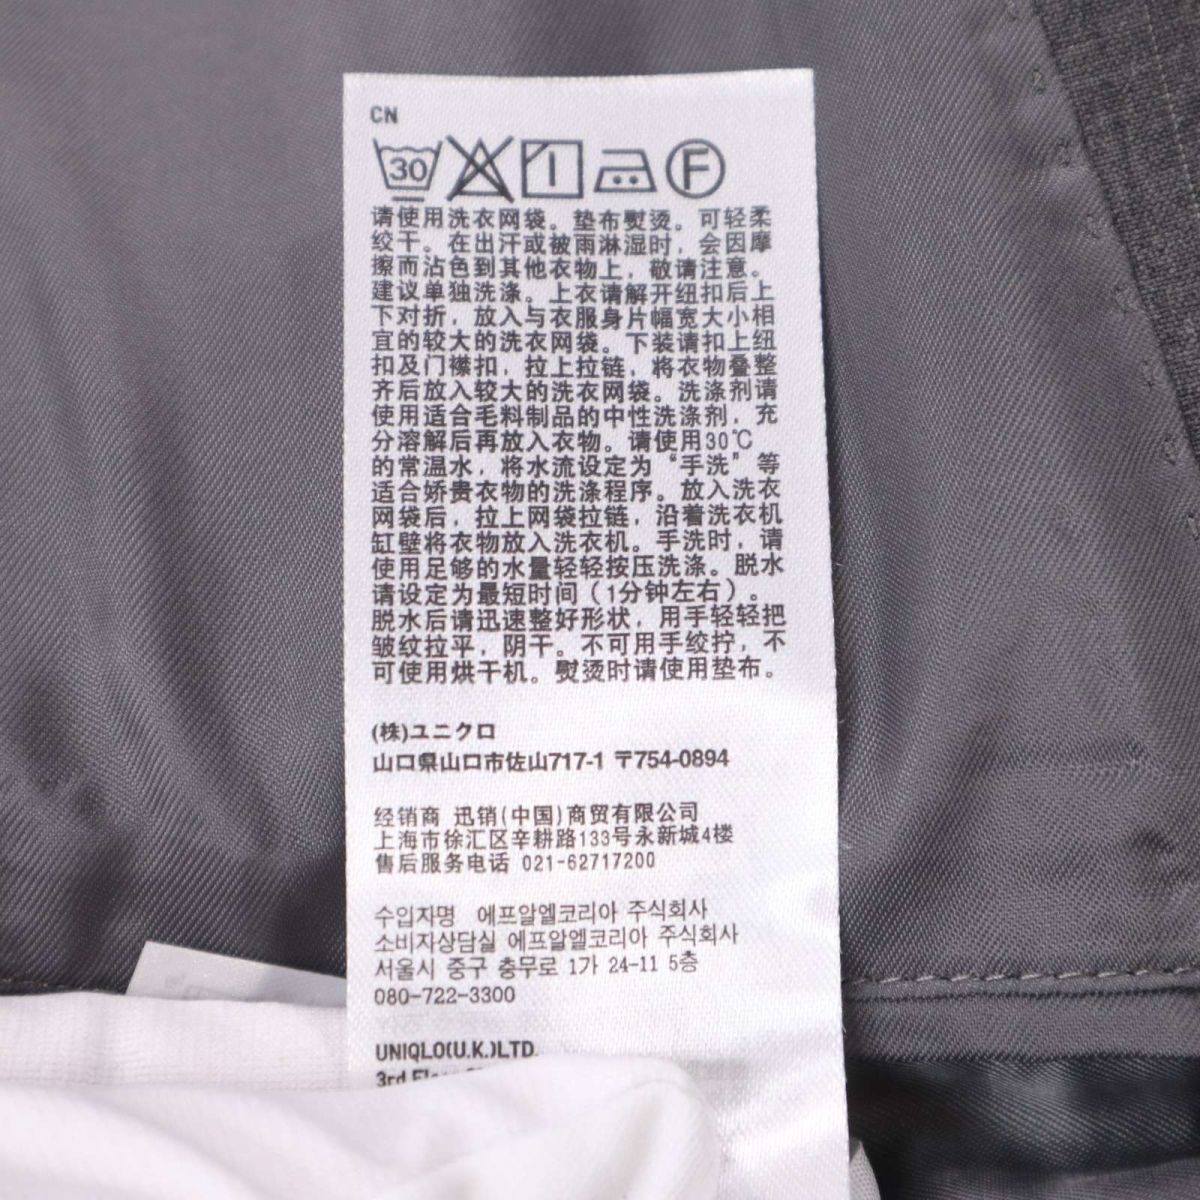 CN
30 F
请使用洗衣网袋。垫布熨烫。可轻柔
绞干。在出汗或被雨淋湿时，会因摩
擦而沾色到其他衣物上，敬请注意。
建议单独洗涤。上衣请解开纽扣后上
下对折，放入与衣服身片幅宽大小相
宜的较大的洗衣网袋。下装请扣上纽
扣及门襟扣，拉上拉链，将衣物叠整
齐后放入较大的洗衣网袋。洗涤剂请
使用适合毛料制品的中性洗涤剂，充
分溶解后再放入衣物。请使用30℃
的常温水，将水流设定为“手洗”等
适合娇贵衣物的洗涤程序。放入洗衣
网袋后，拉上网袋拉链，沿着洗衣机
缸壁将衣物放入洗衣机。手洗时，请
使用足够的水量轻轻按压洗涤。脱水
请设定为最短时间（1分钟左右）。
脱水后请迅速整好形状，用手轻轻把
皱纹拉平，阴干。不可用手绞拧，不
可使用烘干机。熨烫时请使用垫布。
(株)ユニクロ
山口県山口市佐山717-1 〒754-0894
经销商 迅销(中国)商贸有限公司
上海市徐汇区辛耕路133号永新城4楼
售后服务电话 021-62717200
수입자명 에프알엘코리아 주식회사
소비자상담실 에프알엘코리아 주식회사
서울시 중구 충무로 1가 24-11 5층
080-722-3300
UNIQLO(U.K.)LTD.
3rd